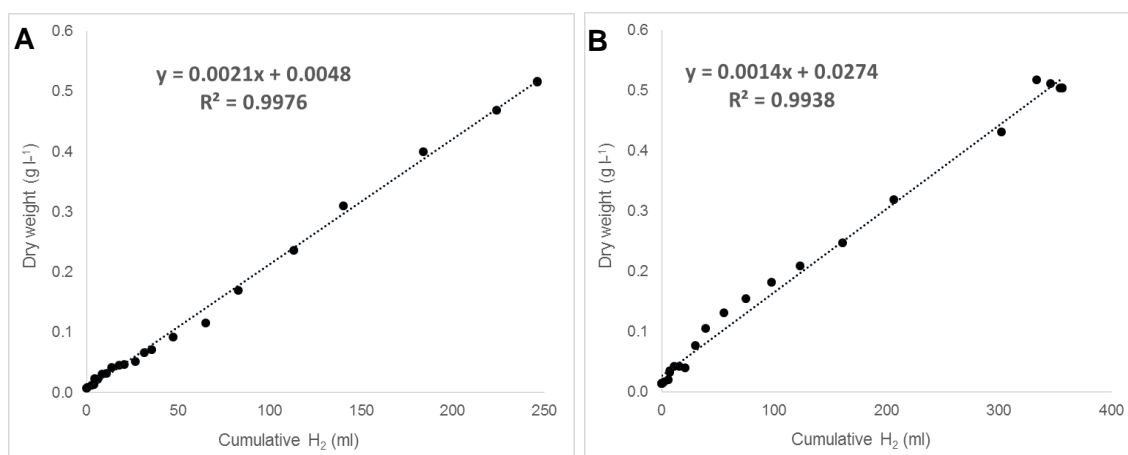 A
y = 0.0021x + 0.0048
R² = 0.9976
Dry weight (g l⁻¹)
0.6
0.5
0.4
0.3
0.2
0.1
0.0
0 50 100 150 200 250
Cumulative H₂ (ml)
B
y = 0.0014x + 0.0274
R² = 0.9938
Dry weight (g l⁻¹)
0.6
0.5
0.4
0.3
0.2
0.1
0.0
0 100 200 300 400
Cumulative H₂ (ml)